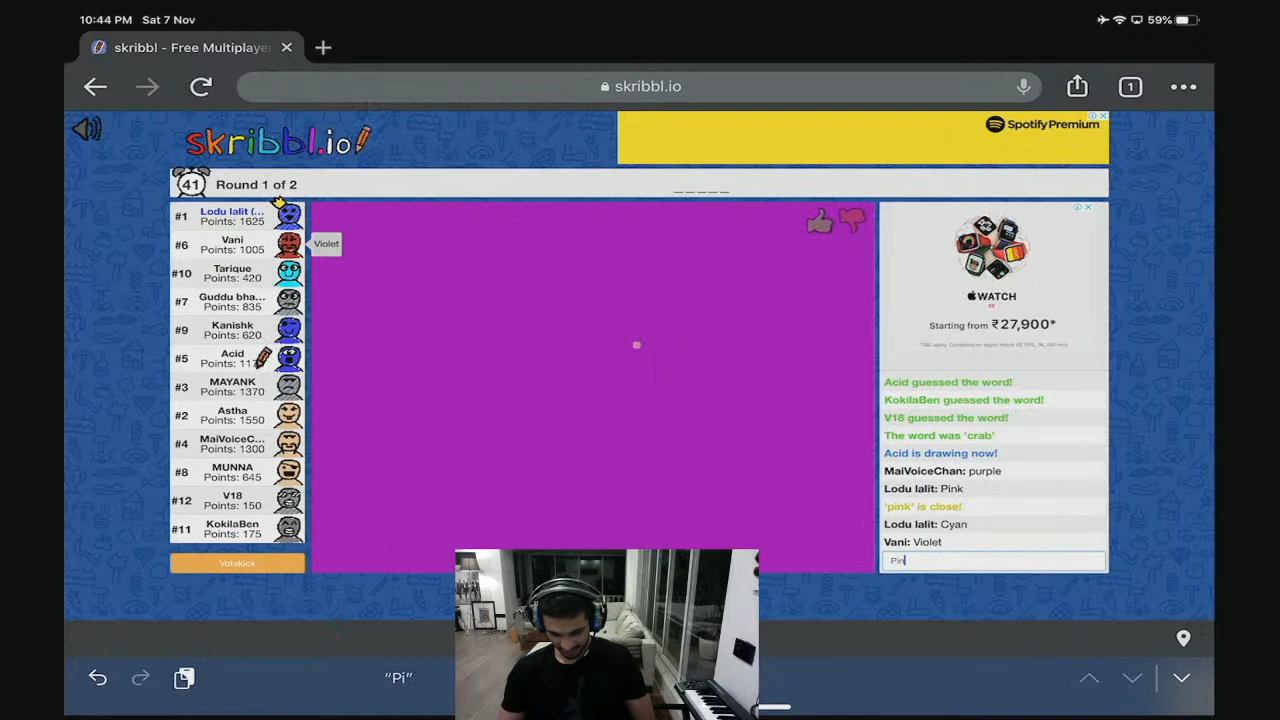 10:44 PM Sat 7 Nov
59%
skribbl - Free Multiplaye
skribbl.io
1
skribbl.io
Spotify Premium
41 Round 1 of 2
_ _ _ _ _
#1 Lodu lalit (...
Points: 1625
#6 Vani
Points: 1005
Violet
#10 Tarique
Points: 420
#7 Guddu bha...
Points: 835
#9 Kanishk
Points: 620
#5 Acid
Points:
#3 MAYANK
Points: 1370
#2 Astha
Points: 1550
#4 MaiVoiceC...
Points: 1300
#8 MUNNA
Points: 645
#12 V18
Points: 150
#11 KokilaBen
Points: 175
Votekick
WATCH
SE
Starting from ₹27,900*
Acid guessed the word!
KokilaBen guessed the word!
V18 guessed the word!
The word was 'crab'
Acid is drawing now!
MaiVoiceChan: purple
Lodu lalit: Pink
'pink' is close!
Lodu lalit: Cyan
Vani: Violet
Pin
“Pi”